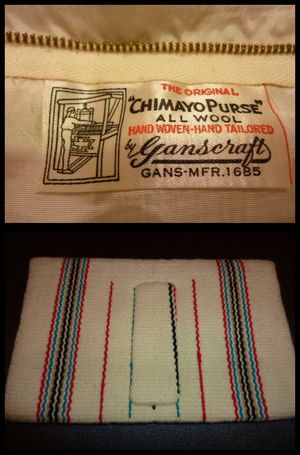 THE ORIGINAL
"CHIMAYO PURSE"
ALL WOOL
HAND WOVEN-HAND TAILORED
by Ganscraft
GANS-MFR.1685